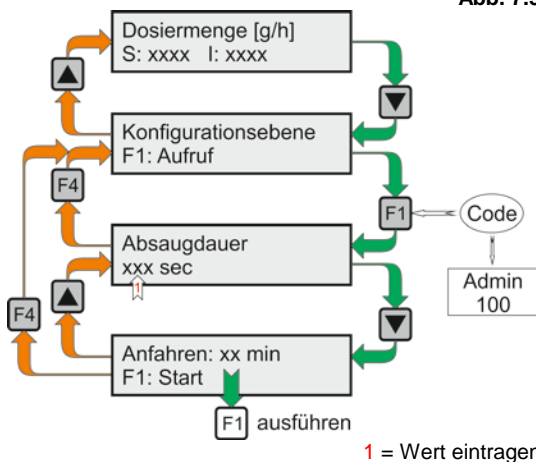 Abb. 7.
Dosiermenge [g/h]
S: xxxx I: xxxx
▲
▼
Konfigurationsebene
F1: Aufruf
F4
F1
Code
Absaugdauer
xxx sec
1
Admin
100
F4
▲
▼
Anfahren: xx min
F1: Start
F1 ausführen
1 = Wert eintragen